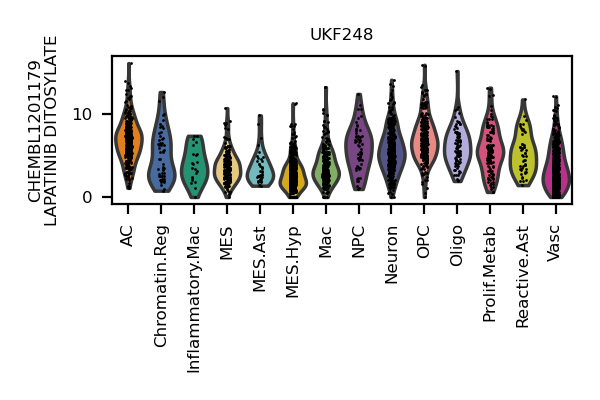 UKF248
CHEMBL1201179
LAPATINIB DITOSYLATE
10
0
AC
Chromatin.Reg
Inflammatory.Mac
MES
MES.Ast
MES.Hyp
Mac
NPC
Neuron
OPC
Oligo
Prolif.Metab
Reactive.Ast
Vasc